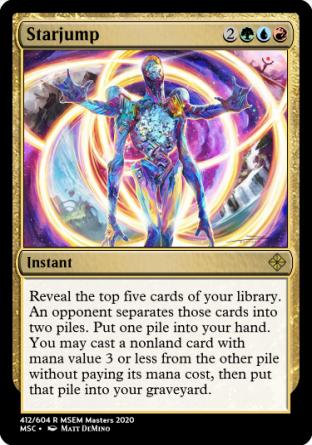 Starjump 2
Instant
Reveal the top five cards of your library.
An opponent separates those cards into
two piles. Put one pile into your hand.
You may cast a nonland card with
mana value 3 or less from the other pile
without paying its mana cost, then put
that pile into your graveyard.
412/604 R MSEM Masters 2020
MSC • Matt DeMino